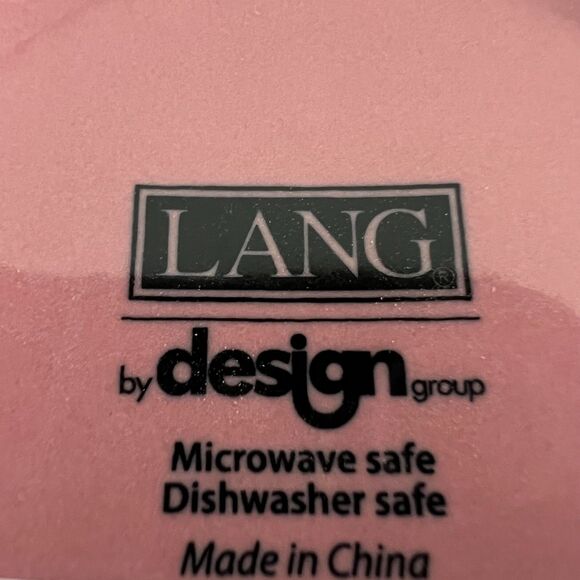 LANG®
by design group
Microwave safe
Dishwasher safe
Made in China